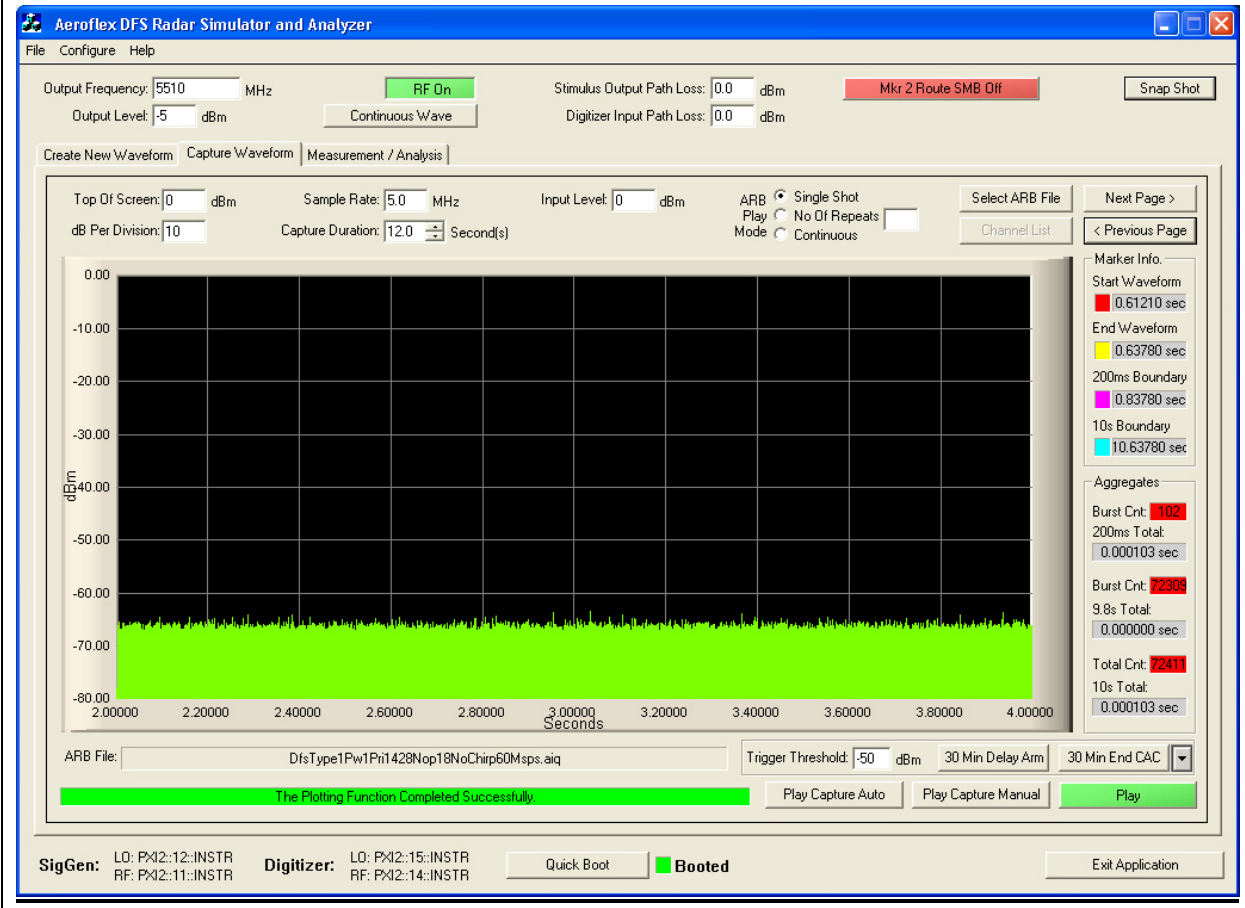 Aeroflex DFS Radar Simulator and Analyzer
File Configure Help
Output Frequency: 5510 MHz RF On Stimulus Output Path Loss: 0.0 dBm Mkr 2 Route SMB Off Snap Shot
Output Level: -5 dBm Continuous Wave Digitizer Input Path Loss: 0.0 dBm
Create New Waveform Capture Waveform Measurement / Analysis
Top Of Screen: 0 dBm Sample Rate: 5.0 MHz Input Level: 0 dBm ARB Single Shot Select ARB File Next Page >
Play No Of Repeats
dB Per Division: 10 Capture Duration: 12.0 Second(s) Mode Continuous Channel List < Previous Page
Marker Info.
Start Waveform
0.61210 sec
End Waveform
0.63780 sec
200ms Boundary
0.83780 sec
10s Boundary
10.63780 sec
Aggregates
Burst Cnt: 102
200ms Total:
0.000103 sec
Burst Cnt: 72309
9.8s Total:
0.000000 sec
Total Cnt: 72411
10s Total:
0.000103 sec
0.00
-10.00
-20.00
-30.00
-40.00
-50.00
-60.00
-70.00
-80.00
dBm
2.00000 2.20000 2.40000 2.60000 2.80000 3.00000 3.20000 3.40000 3.60000 3.80000 4.00000
Seconds
ARB File: DfsType1Pw1Pri1428Nop18NoChirp60Msps.aiq Trigger Threshold: -50 dBm 30 Min Delay Arm 30 Min End CAC
The Plotting Function Completed Successfully. Play Capture Auto Play Capture Manual Play
SigGen: LO: PXI2::12::INSTR Digitizer: LO: PXI2::15::INSTR Quick Boot Booted Exit Application
RF: PXI2::11::INSTR RF: PXI2::14::INSTR